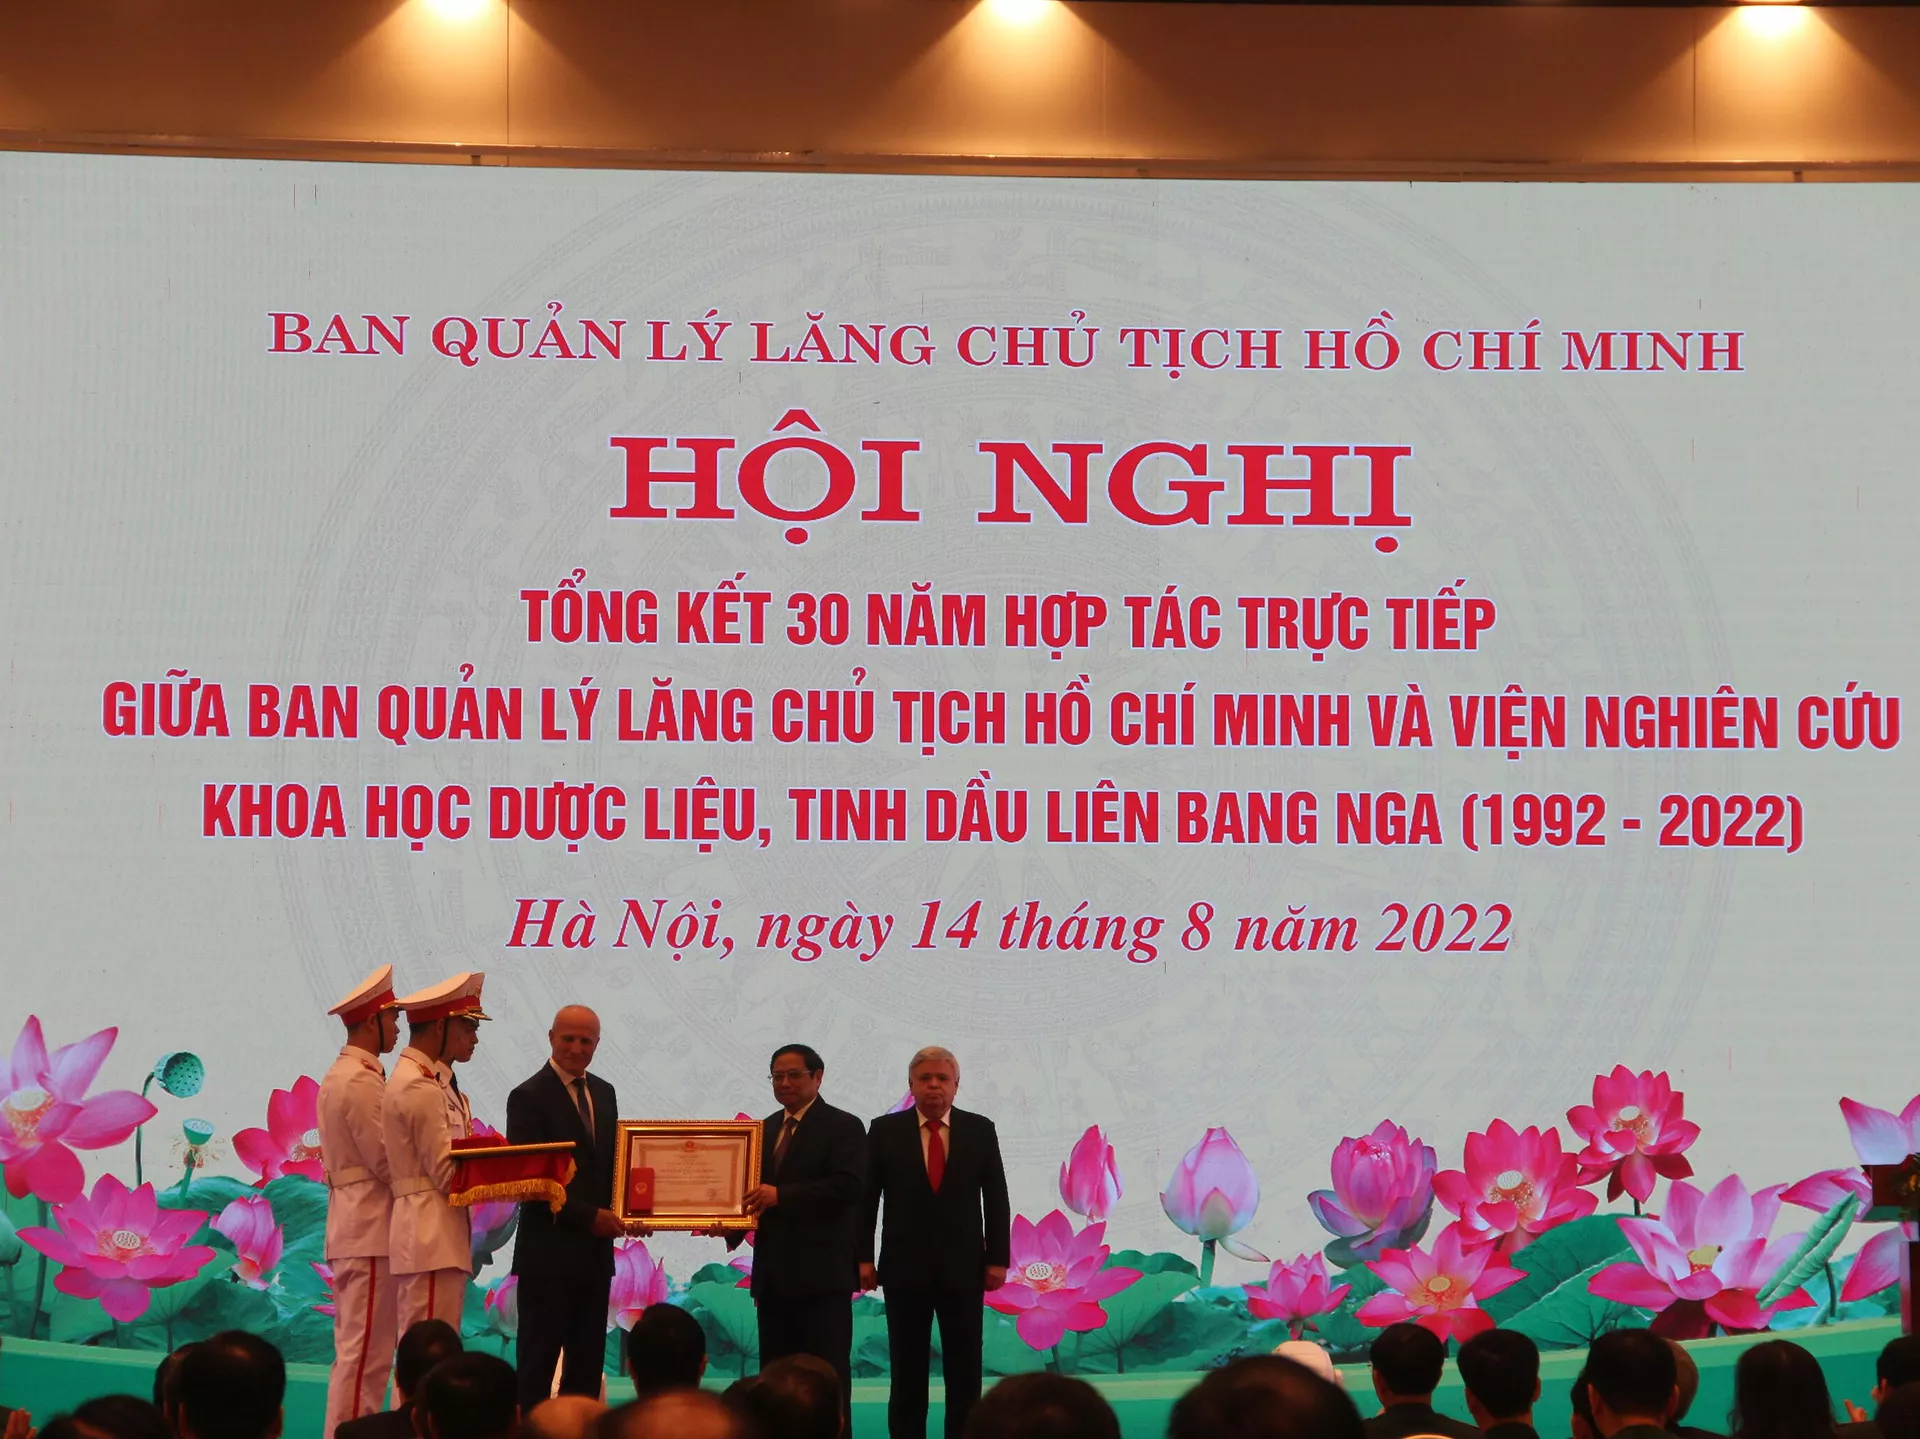 BAN QUẢN LÝ LĂNG CHỦ TỊCH HỒ CHÍ MINH
HỘI NGHỊ
TỔNG KẾT 30 NĂM HỢP TÁC TRỰC TIẾP
GIỮA BAN QUẢN LÝ LĂNG CHỦ TỊCH HỒ CHÍ MINH VÀ VIỆN NGHIÊN CỨU
KHOA HỌC DƯỢC LIỆU, TINH DẦU LIÊN BANG NGA (1992 - 2022)
Hà Nội, ngày 14 tháng 8 năm 2022